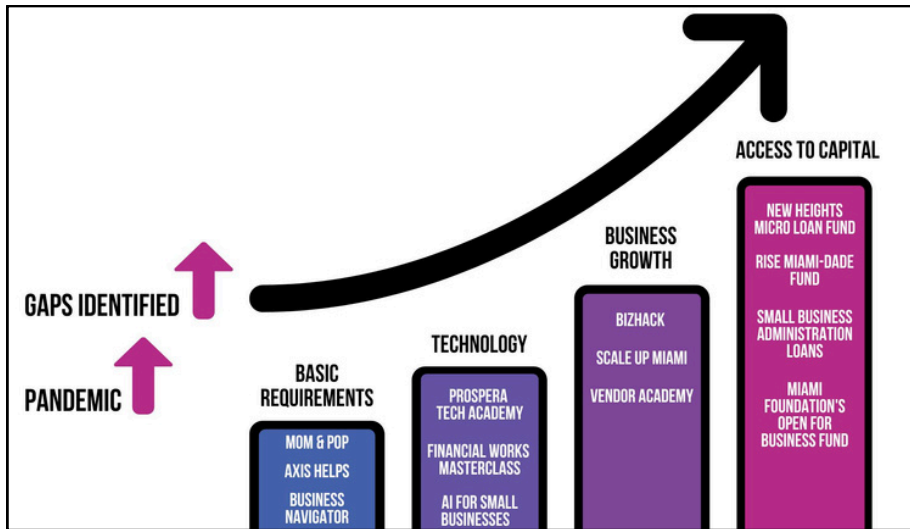 GAPS IDENTIFIED
PANDEMIC
BASIC
REQUIREMENTS
MOM & POP
AXIS HELPS
BUSINESS
NAVIGATOR
TECHNOLOGY
PROSPERA
TECH ACADEMY
FINANCIAL WORKS
MASTERCLASS
AI FOR SMALL
BUSINESSES
BUSINESS
GROWTH
BIZHACK
SCALE UP MIAMI
VENDOR ACADEMY
ACCESS TO CAPITAL
NEW HEIGHTS
MICRO LOAN FUND
RISE MIAMI-DADE
FUND
SMALL BUSINESS
ADMINISTRATION
LOANS
MIAMI
FOUNDATION'S
OPEN FOR
BUSINESS FUND